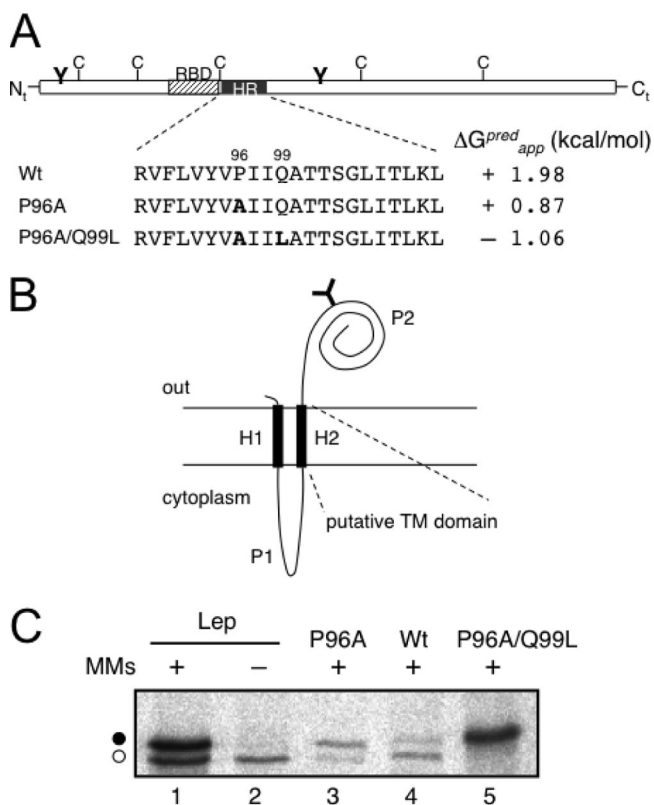 A
C C C C C
RBD
Nt HR Ct
96 99 ΔG^pred_app (kcal/mol)
Wt RVFLVYVPIIQATTSGLITLKL + 1.98
P96A RVFLVYVAIIQATTSGLITLKL + 0.87
P96A/Q99L RVFLVYVAIILATTSGLITLKL − 1.06
B
P2
out
H1 H2
cytoplasm
putative TM domain
P1
C
Lep P96A Wt P96A/Q99L
MMs + − + + +
1 2 3 4 5